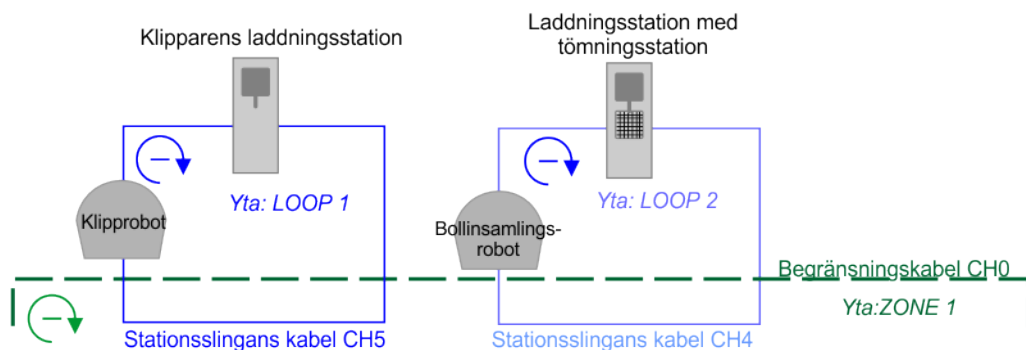 Klipparens laddningsstation
Laddningsstation med
tömningsstation
Yta: LOOP 1
Yta: LOOP 2
Klipprobot
Bollinsamlings-
robot
Begränsningskabel CH0
Yta:ZONE 1
Stationsslingans kabel CH5
Stationsslingans kabel CH4